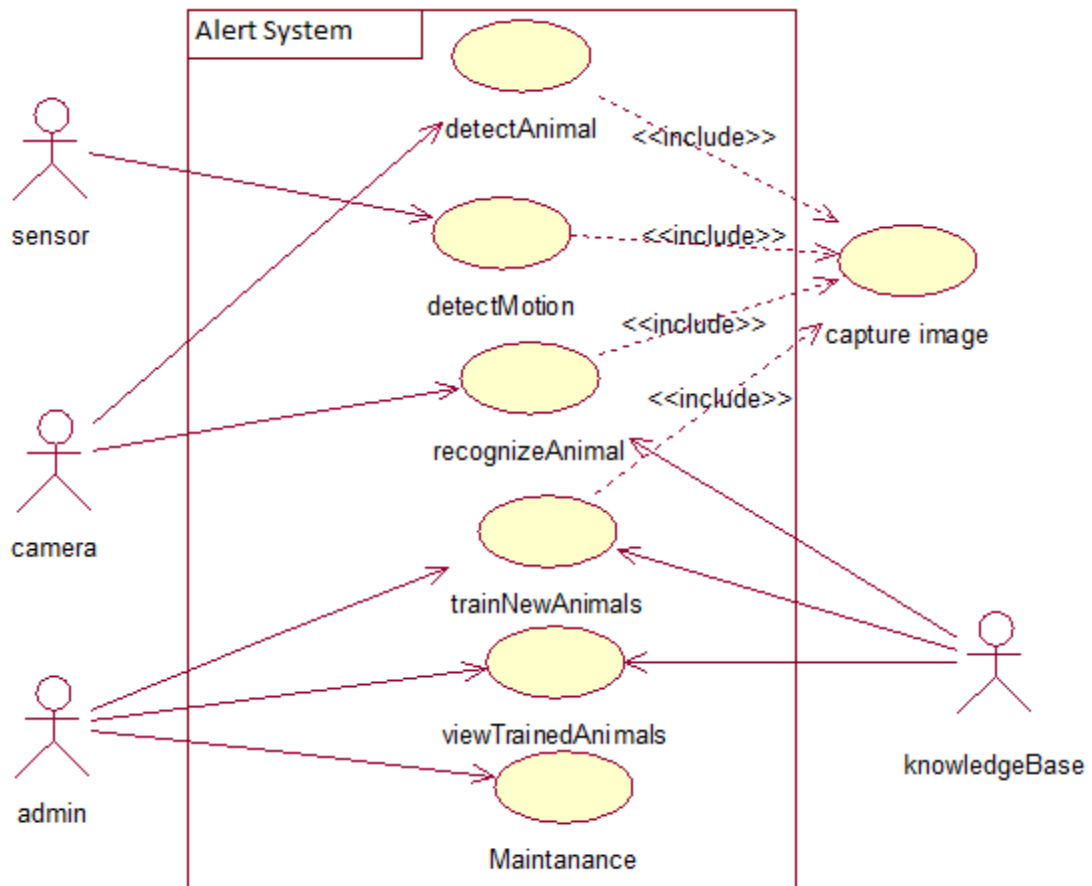 Alert System
detectAnimal
<<include>>
sensor
<<include>>
detectMotion
<<include>>
capture image
<<include>>
recognizeAnimal
camera
trainNewAnimals
viewTrainedAnimals
knowledgeBase
admin
Maintanance